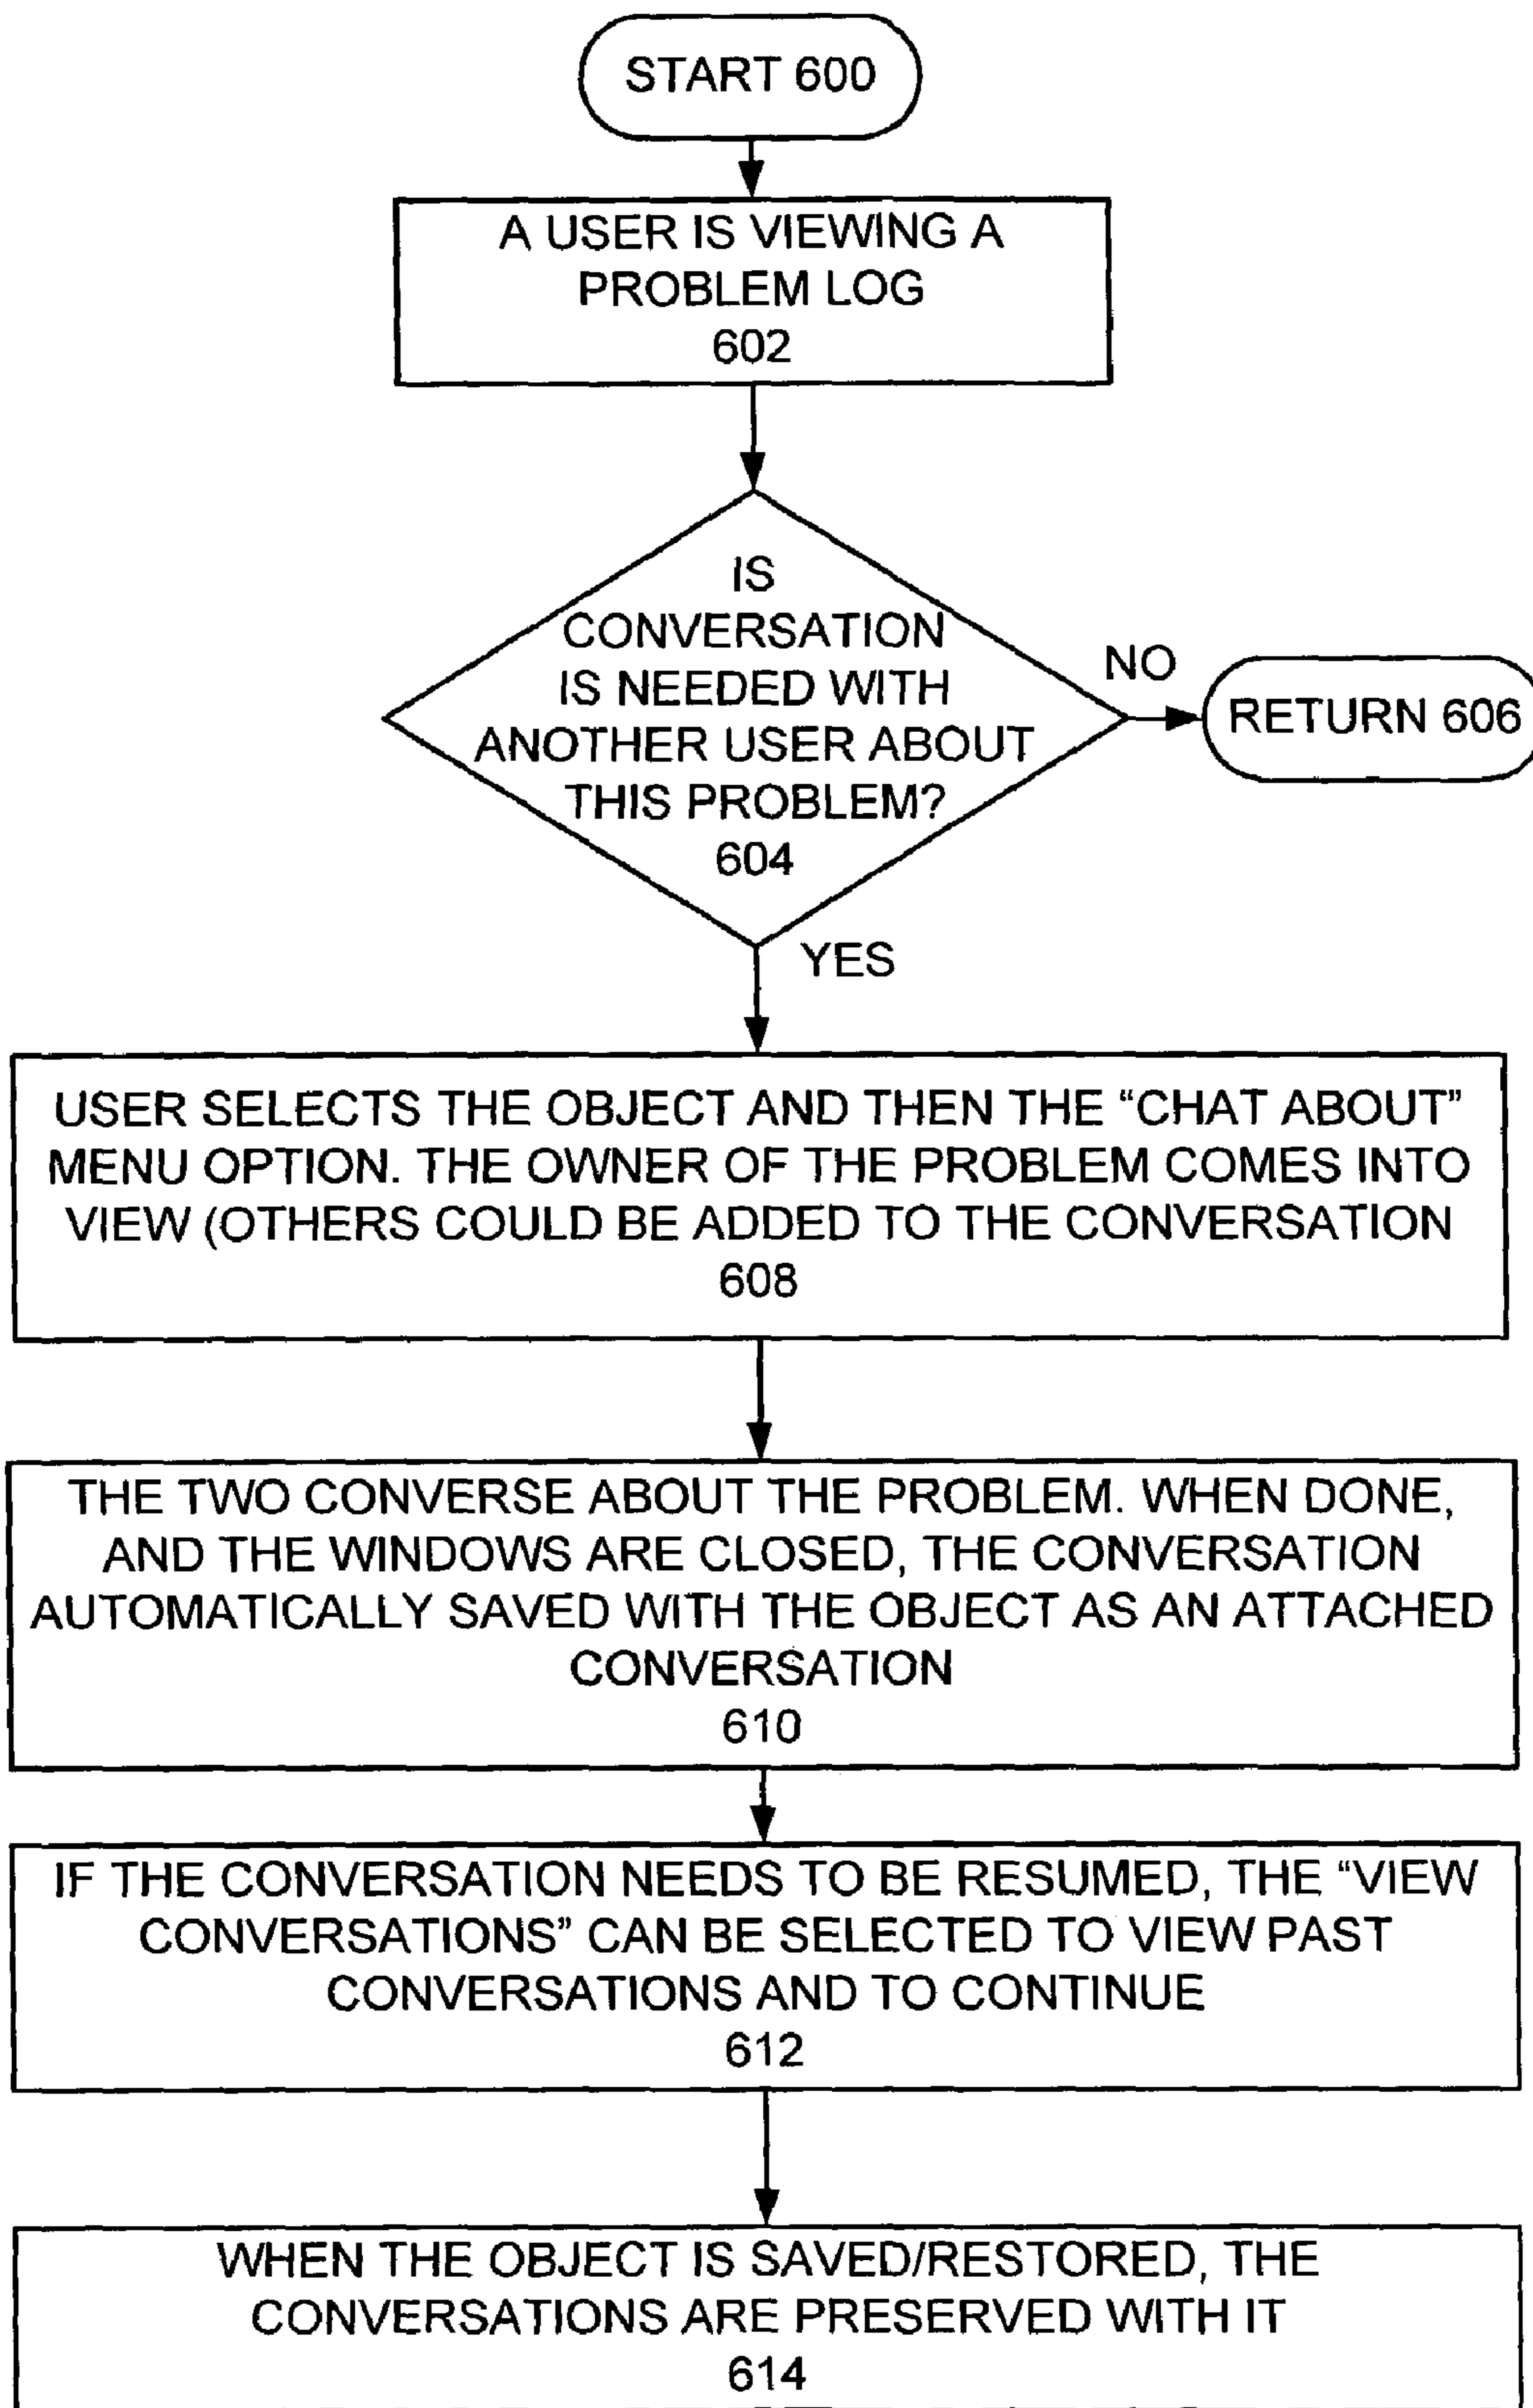 START 600
A USER IS VIEWING A
PROBLEM LOG
602
IS
CONVERSATION
IS NEEDED WITH
ANOTHER USER ABOUT
THIS PROBLEM?
604
NO
RETURN 606
YES
USER SELECTS THE OBJECT AND THEN THE “CHAT ABOUT”
MENU OPTION. THE OWNER OF THE PROBLEM COMES INTO
VIEW (OTHERS COULD BE ADDED TO THE CONVERSATION
608
THE TWO CONVERSE ABOUT THE PROBLEM. WHEN DONE,
AND THE WINDOWS ARE CLOSED, THE CONVERSATION
AUTOMATICALLY SAVED WITH THE OBJECT AS AN ATTACHED
CONVERSATION
610
IF THE CONVERSATION NEEDS TO BE RESUMED, THE “VIEW
CONVERSATIONS” CAN BE SELECTED TO VIEW PAST
CONVERSATIONS AND TO CONTINUE
612
WHEN THE OBJECT IS SAVED/RESTORED, THE
CONVERSATIONS ARE PRESERVED WITH IT
614